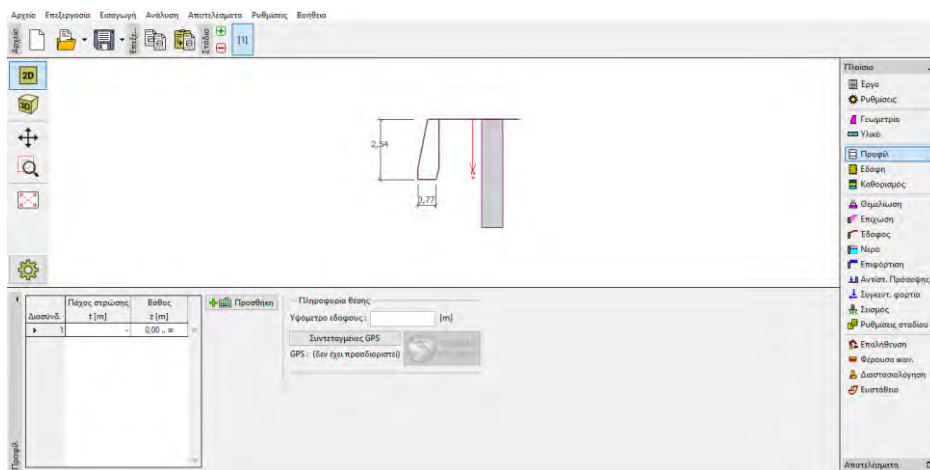 Αρχείο Επεξεργασία Εισαγωγή Ανάλυση Αποτελέσματα Ρυθμίσεις Βοήθεια
Αρχείο
Επεξε...
Στάδιο
[1]
2D
3D
2,54
0,77
Πλαίσιο
Έργο
Ρυθμίσεις
Γεωμετρία
Υλικό
Προφίλ
Εδάφη
Καθορισμός
Θεμελίωση
Επίχωση
Έδαφος
Νερο
Επιφόρτιση
Αντίστ. Πρόσοψης
Συγκεντ. φορτία
Σεισμός
Ρυθμίσεις σταδίου
Επαλήθευση
Φέρουσα ικαν.
Διαστασιολόγηση
Ευστάθεια
Αποτελέσματα
Προφίλ
Διασύνδ. Πάχος στρώσης t [m] Βάθος z [m]
1 - 0,00 .. ∞
Προσθήκη
Πληροφορία θέσης
Υψόμετρο εδάφους : [m]
Συντεταγμένες GPS
GPS : (δεν έχει προσδιοριστεί)